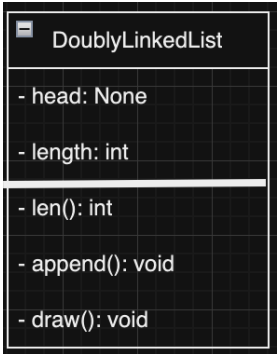 DoublyLinkedList
- head: None
- length: int
- len(): int
- append(): void
- draw(): void